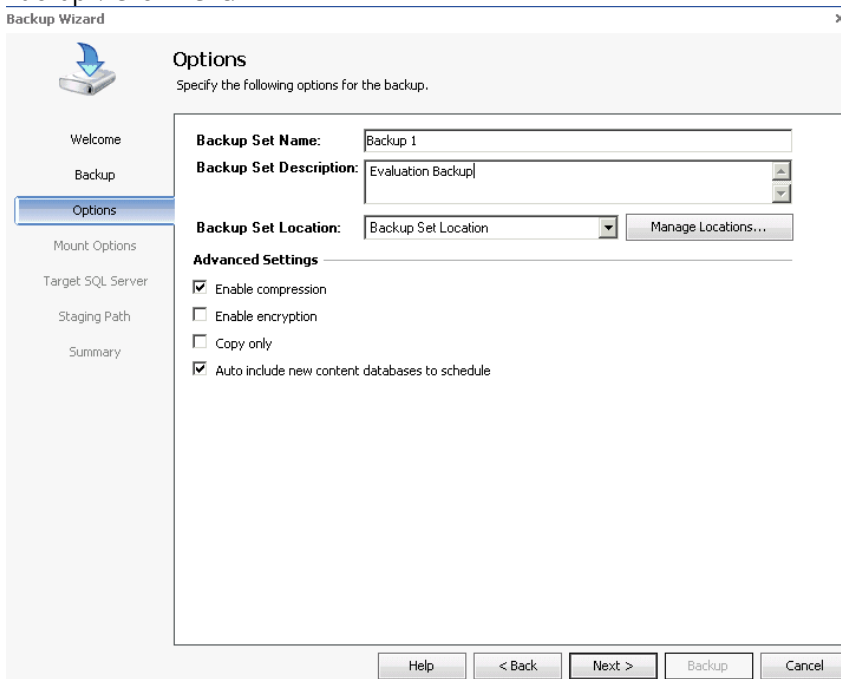 Backup Wizard
Options
Specify the following options for the backup.
Welcome
Backup
Options
Mount Options
Target SQL Server
Staging Path
Summary
Backup Set Name: Backup 1
Backup Set Description: Evaluation Backup
Backup Set Location: Backup Set Location Manage Locations...
Advanced Settings
Enable compression
Enable encryption
Copy only
Auto include new content databases to schedule
Help < Back Next > Backup Cancel